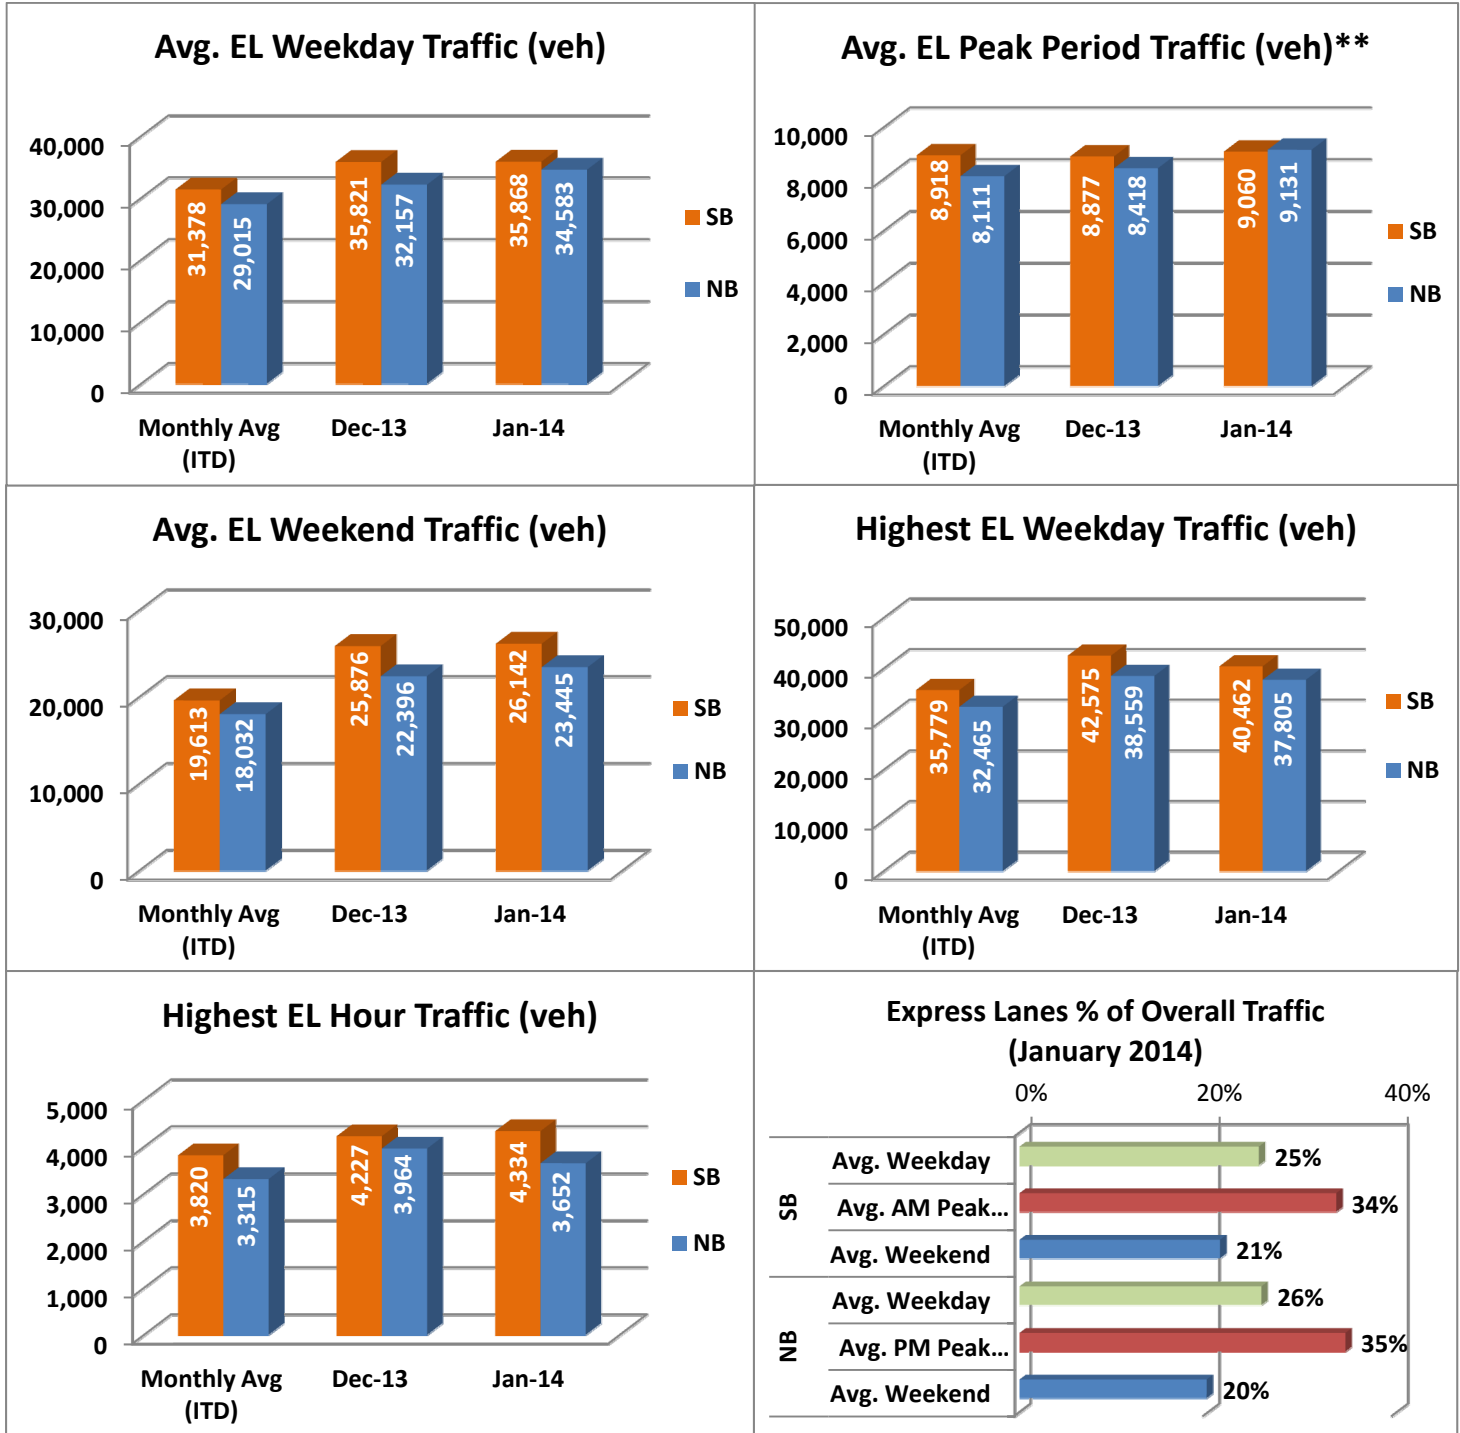 Avg. EL Weekday Traffic (veh)
40,000
30,000
20,000
10,000
0
31,378
29,015
35,821
32,157
35,868
34,583
SB
NB
Monthly Avg (ITD)
Dec-13
Jan-14
Avg. EL Peak Period Traffic (veh)**
10,000
8,000
6,000
4,000
2,000
0
8,918
8,111
8,877
8,418
9,060
9,131
SB
NB
Monthly Avg (ITD)
Dec-13
Jan-14
Avg. EL Weekend Traffic (veh)
30,000
20,000
10,000
0
19,613
18,032
25,876
22,396
26,142
23,445
SB
NB
Monthly Avg (ITD)
Dec-13
Jan-14
Highest EL Weekday Traffic (veh)
50,000
40,000
30,000
20,000
10,000
0
35,779
32,465
42,575
38,559
40,462
37,805
SB
NB
Monthly Avg (ITD)
Dec-13
Jan-14
Highest EL Hour Traffic (veh)
5,000
4,000
3,000
2,000
1,000
0
3,820
3,315
4,227
3,964
4,334
3,652
SB
NB
Monthly Avg (ITD)
Dec-13
Jan-14
Express Lanes % of Overall Traffic
(January 2014)
0% 20% 40%
SB
Avg. Weekday 25%
Avg. AM Peak... 34%
Avg. Weekend 21%
NB
Avg. Weekday 26%
Avg. PM Peak... 35%
Avg. Weekend 20%